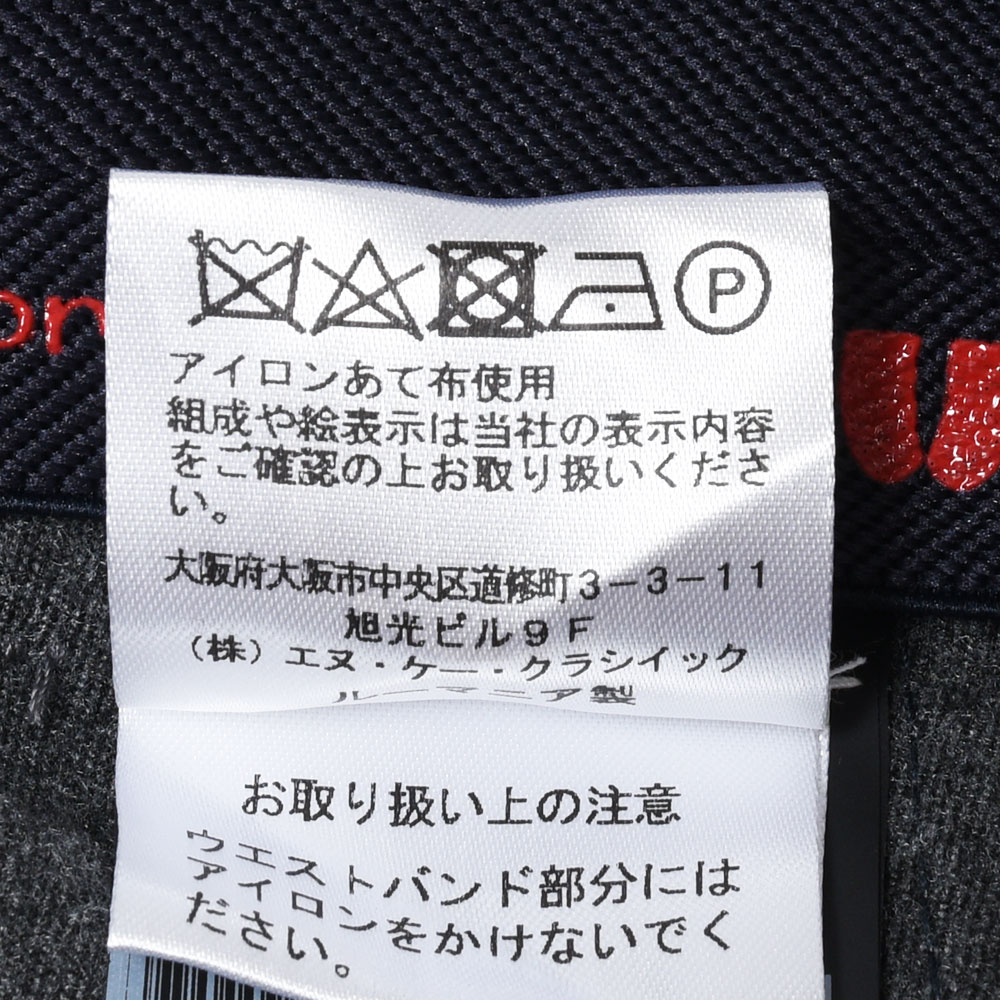 on
P
アイロンあて布使用
組成や絵表示は当社の表示内容
をご確認の上お取り扱いくださ
い。
大阪府大阪市中央区道修町3-3-11
旭光ビル9F
(株)エヌ・ケー・クラシイック
ルーマニア製
お取り扱い上の注意
ウエストバンド部分には
アイロンをかけないでく
ださい。